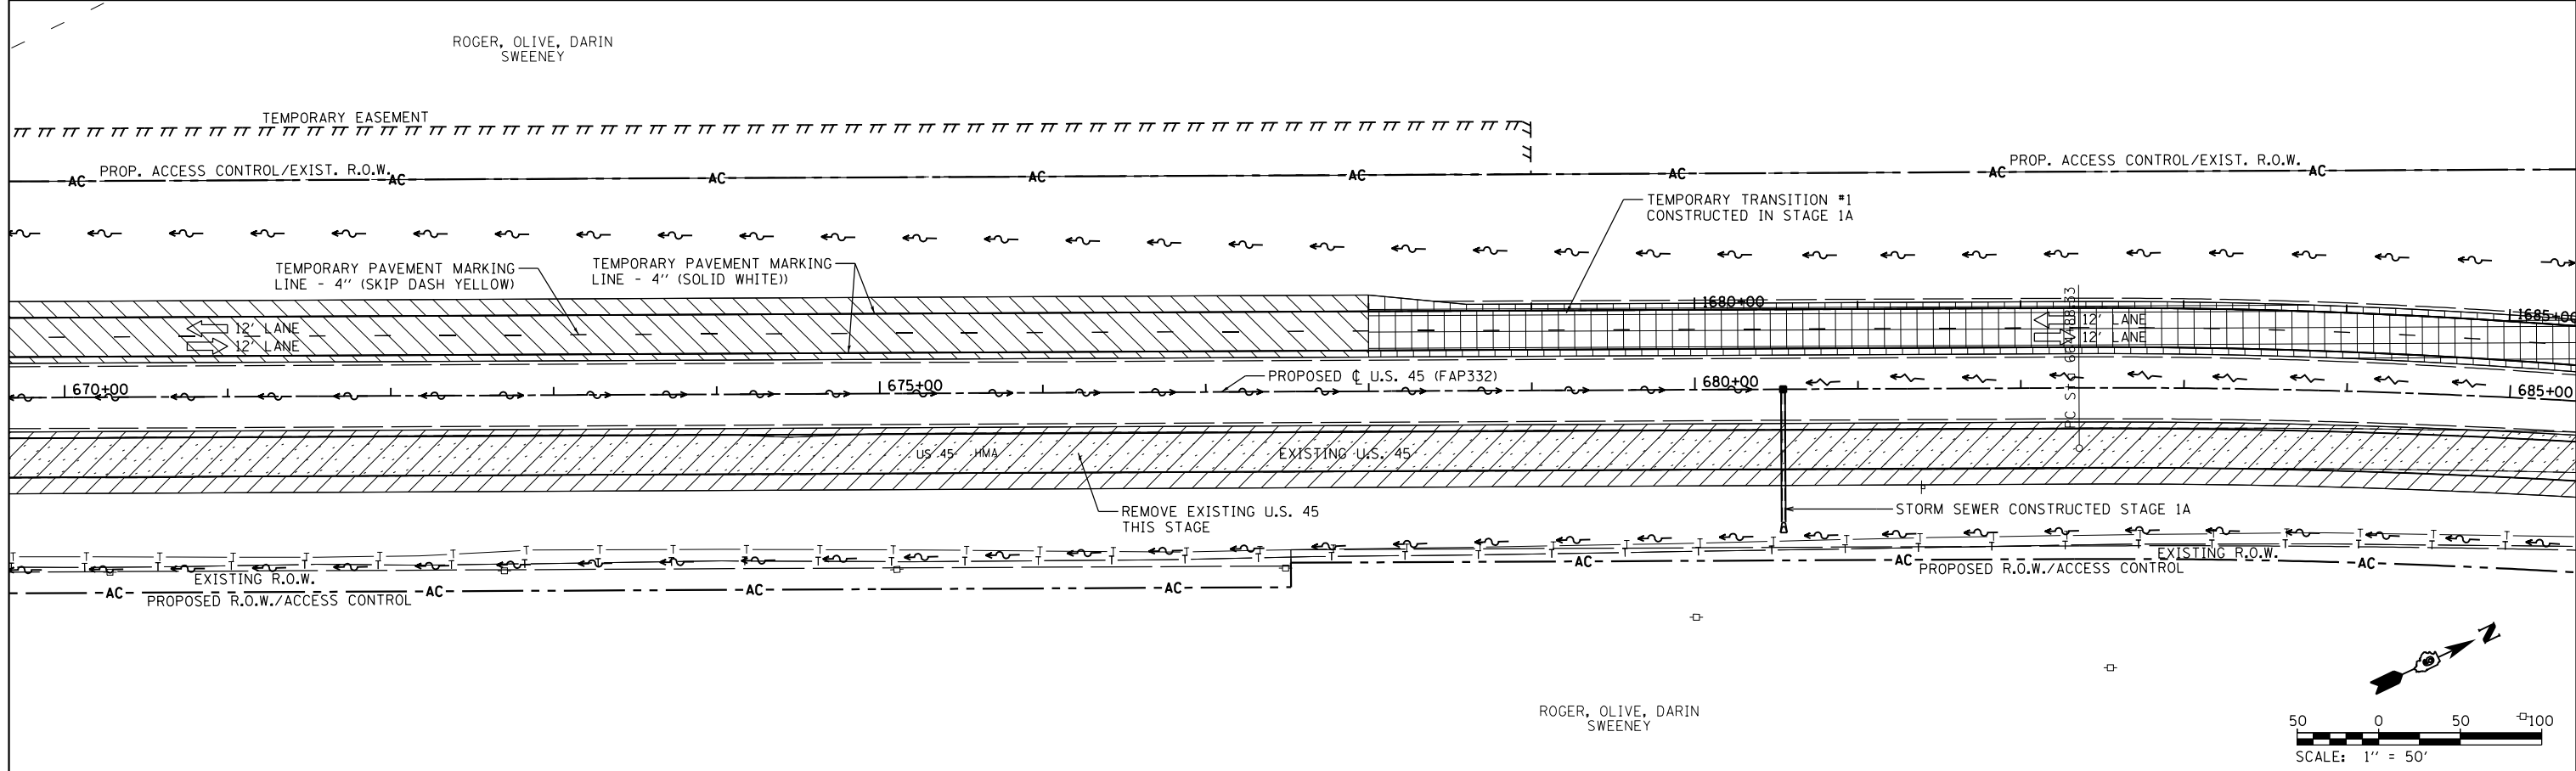 ROGER, OLIVE, DARIN
SWEENEY
TEMPORARY EASEMENT
PROP. ACCESS CONTROL/EXIST. R.O.W.
PROP. ACCESS CONTROL/EXIST. R.O.W.
AC AC AC AC AC AC AC AC
TEMPORARY TRANSITION #1
CONSTRUCTED IN STAGE 1A
TEMPORARY PAVEMENT MARKING
LINE - 4'' (SKIP DASH YELLOW)
TEMPORARY PAVEMENT MARKING
LINE - 4'' (SOLID WHITE))
1680+00
1685+00
12' LANE
12' LANE
12' LANE
12' LANE
PC STA
670+00
675+00
PROPOSED ℄ U.S. 45 (FAP332)
680+00
685+00
US 45 HMA
EXISTING U.S. 45
REMOVE EXISTING U.S. 45
THIS STAGE
STORM SEWER CONSTRUCTED STAGE 1A
T T T T T T T T T T T T T T T T T T T T T T T T T T T T T T T T T T T
EXISTING R.O.W.
EXISTING R.O.W.
AC AC AC AC AC AC AC
PROPOSED R.O.W./ACCESS CONTROL
PROPOSED R.O.W./ACCESS CONTROL
N
ROGER, OLIVE, DARIN
SWEENEY
50 0 50 100
SCALE: 1'' = 50'